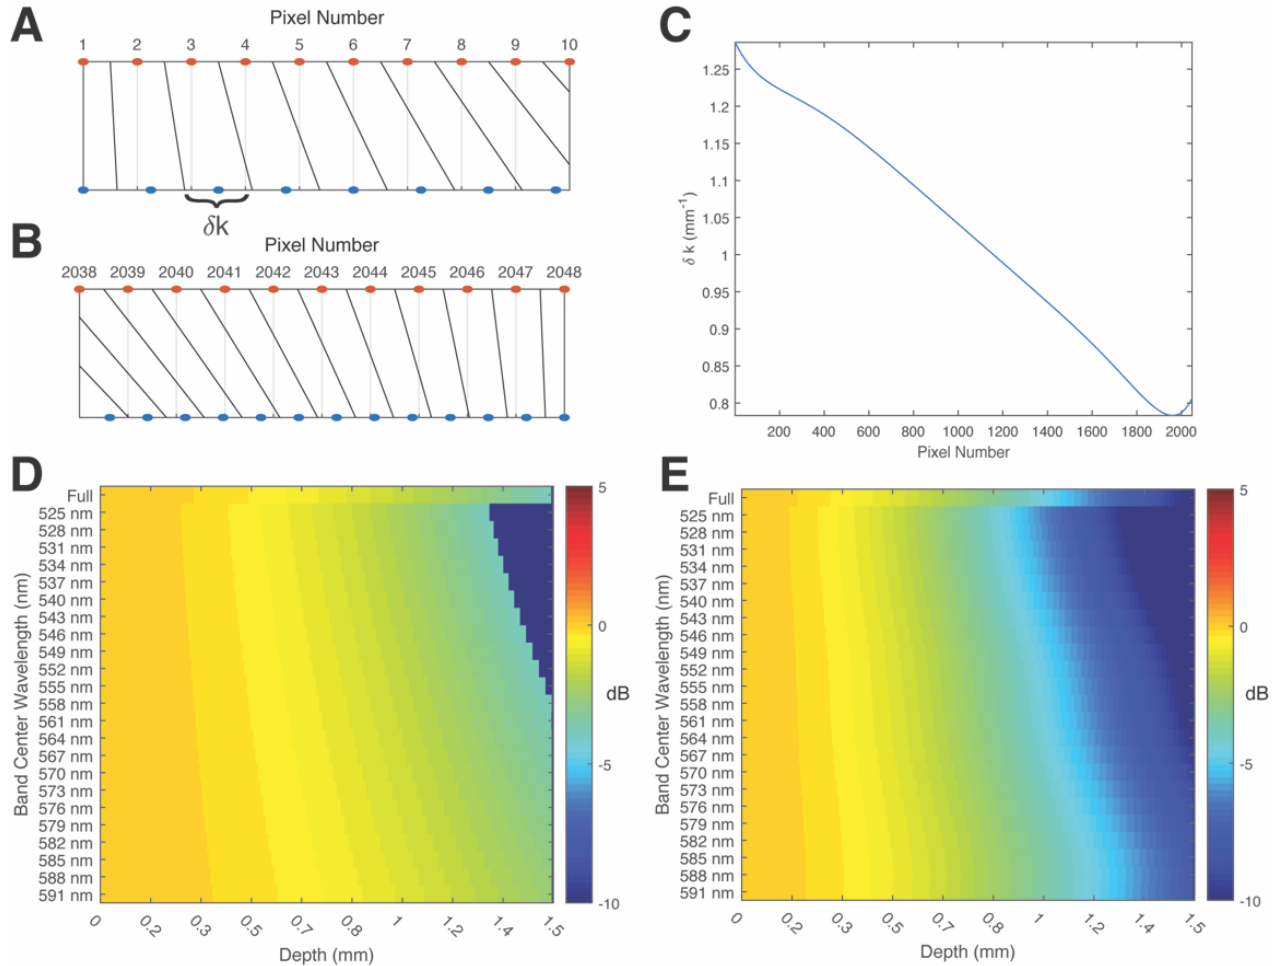 A
Pixel Number
1 2 3 4 5 6 7 8 9 10
δk
B
Pixel Number
2038 2039 2040 2041 2042 2043 2044 2045 2046 2047 2048
C
1.25
1.2
1.15
1.1
1.05
1
0.95
0.9
0.85
0.8
δ k (mm-1)
200 400 600 800 1000 1200 1400 1600 1800 2000
Pixel Number
D
Full
525 nm
528 nm
531 nm
534 nm
537 nm
540 nm
543 nm
546 nm
549 nm
552 nm
555 nm
558 nm
561 nm
564 nm
567 nm
570 nm
573 nm
576 nm
579 nm
582 nm
585 nm
588 nm
591 nm
Band Center Wavelength (nm)
0 0.2 0.3 0.5 0.7 0.8 1 1.2 1.3 1.5
Depth (mm)
5
0
dB
-5
-10
E
Full
525 nm
528 nm
531 nm
534 nm
537 nm
540 nm
543 nm
546 nm
549 nm
552 nm
555 nm
558 nm
561 nm
564 nm
567 nm
570 nm
573 nm
576 nm
579 nm
582 nm
585 nm
588 nm
591 nm
Band Center Wavelength (nm)
0 0.2 0.3 0.5 0.7 0.8 1 1.2 1.3 1.5
Depth (mm)
5
0
dB
-5
-10